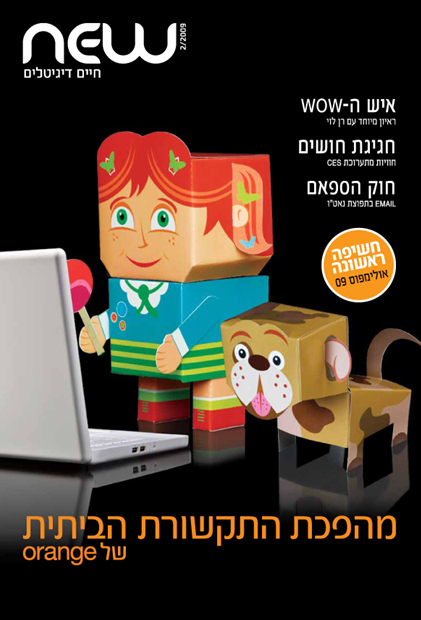 new
2/2009
חיים דיגיטלים
איש ה-WOW
ראיון מיוחד עם רן לוי
חגיגת חושים
חוויות מתערוכת CES
חוק הספאם
EMAIL בתפוצת נאט"ו
חשיפה
ראשונה
אולימפוס 09
מהפכת התקשורת הביתית
של orange